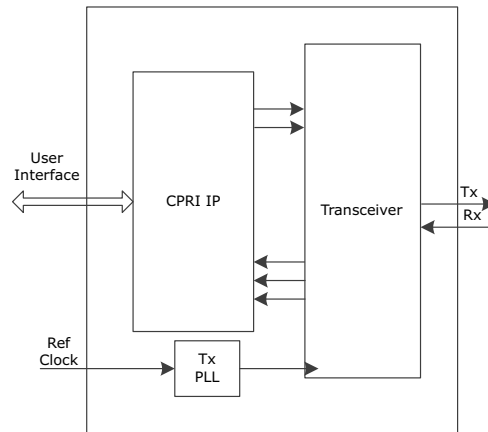 User
Interface
CPRI IP
Transceiver
Tx
Rx
Ref
Clock
Tx
PLL